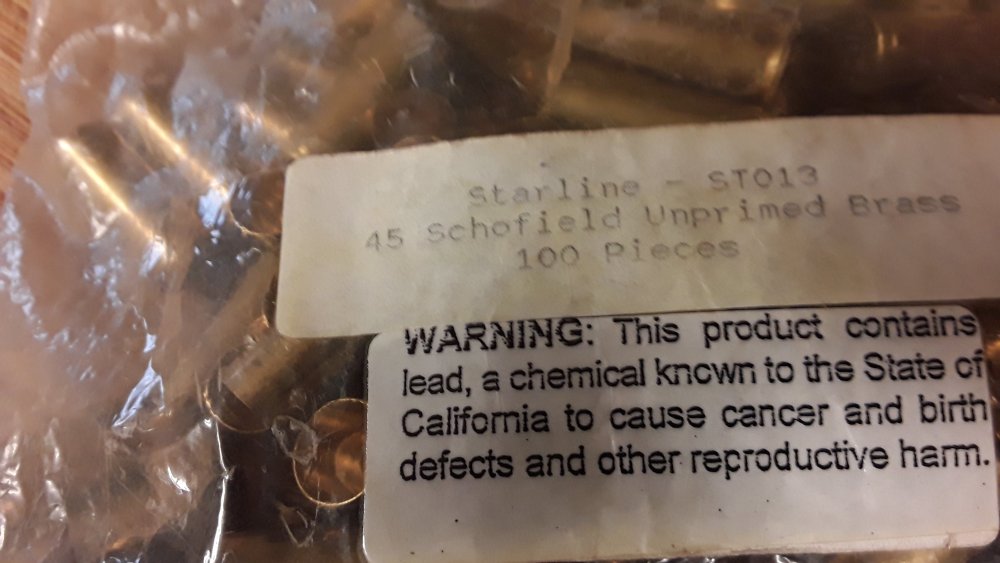 Starline - ST013
45 Schofield Unprimed Brass
100 Pieces
WARNING: This product contains
lead, a chemical known to the State of
California to cause cancer and birth
defects and other reproductive harm.